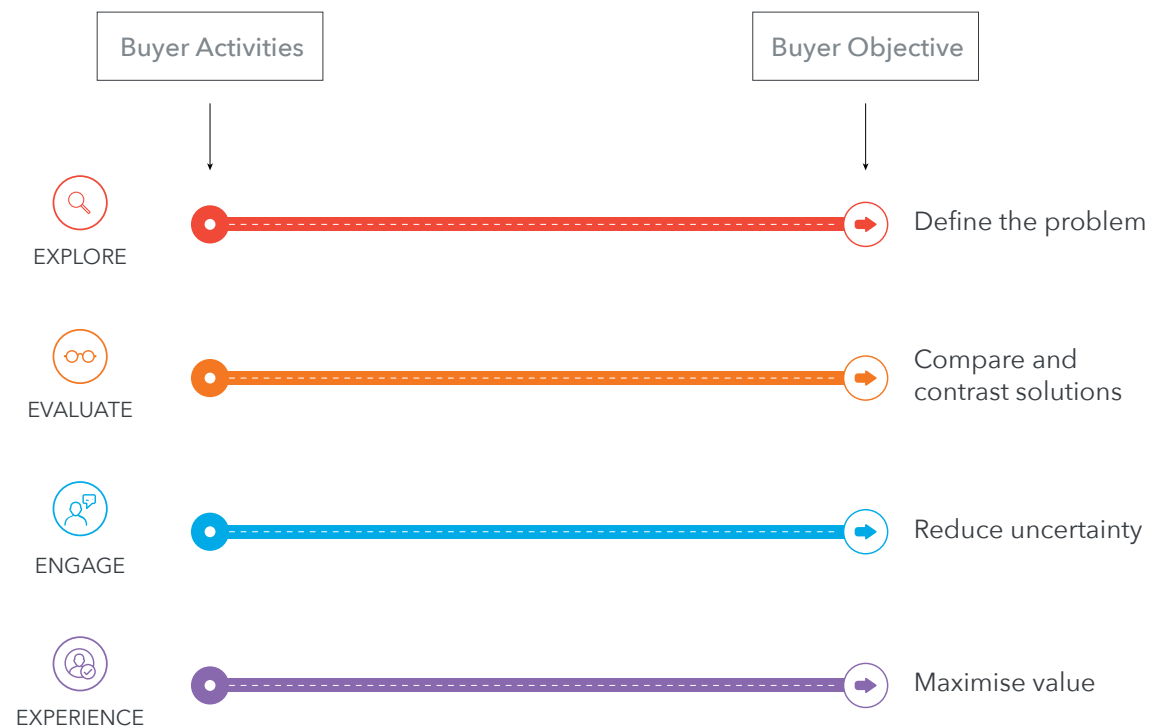 Buyer Activities
Buyer Objective
EXPLORE
Define the problem
EVALUATE
Compare and
contrast solutions
ENGAGE
Reduce uncertainty
EXPERIENCE
Maximise value